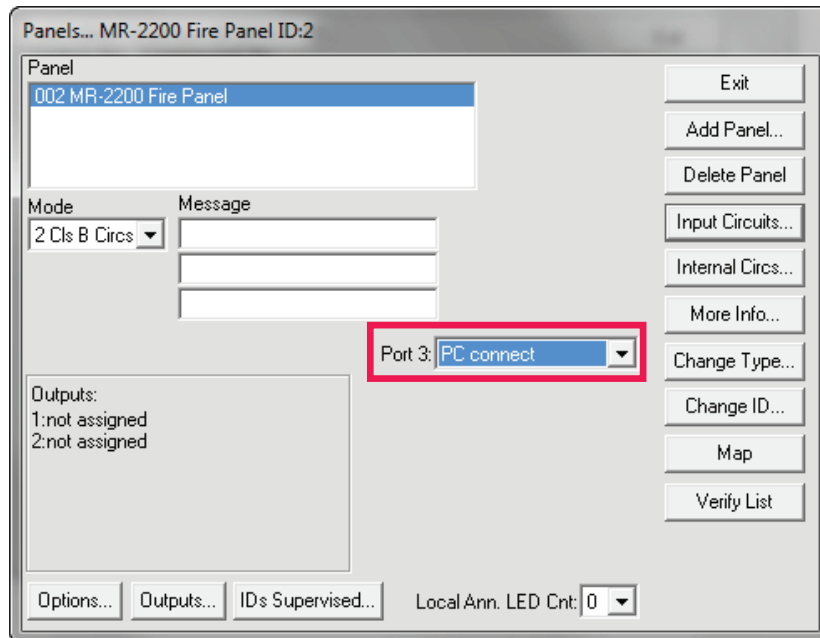 Panels... MR-2200 Fire Panel ID:2
Panel
002 MR-2200 Fire Panel
Mode
Message
2 Cls B Circs
Port 3: PC connect
Outputs:
1:not assigned
2:not assigned
Options...
Outputs...
IDs Supervised...
Local Ann. LED Cnt: 0
Exit
Add Panel...
Delete Panel
Input Circuits...
Internal Circs...
More Info...
Change Type...
Change ID...
Map
Verify List